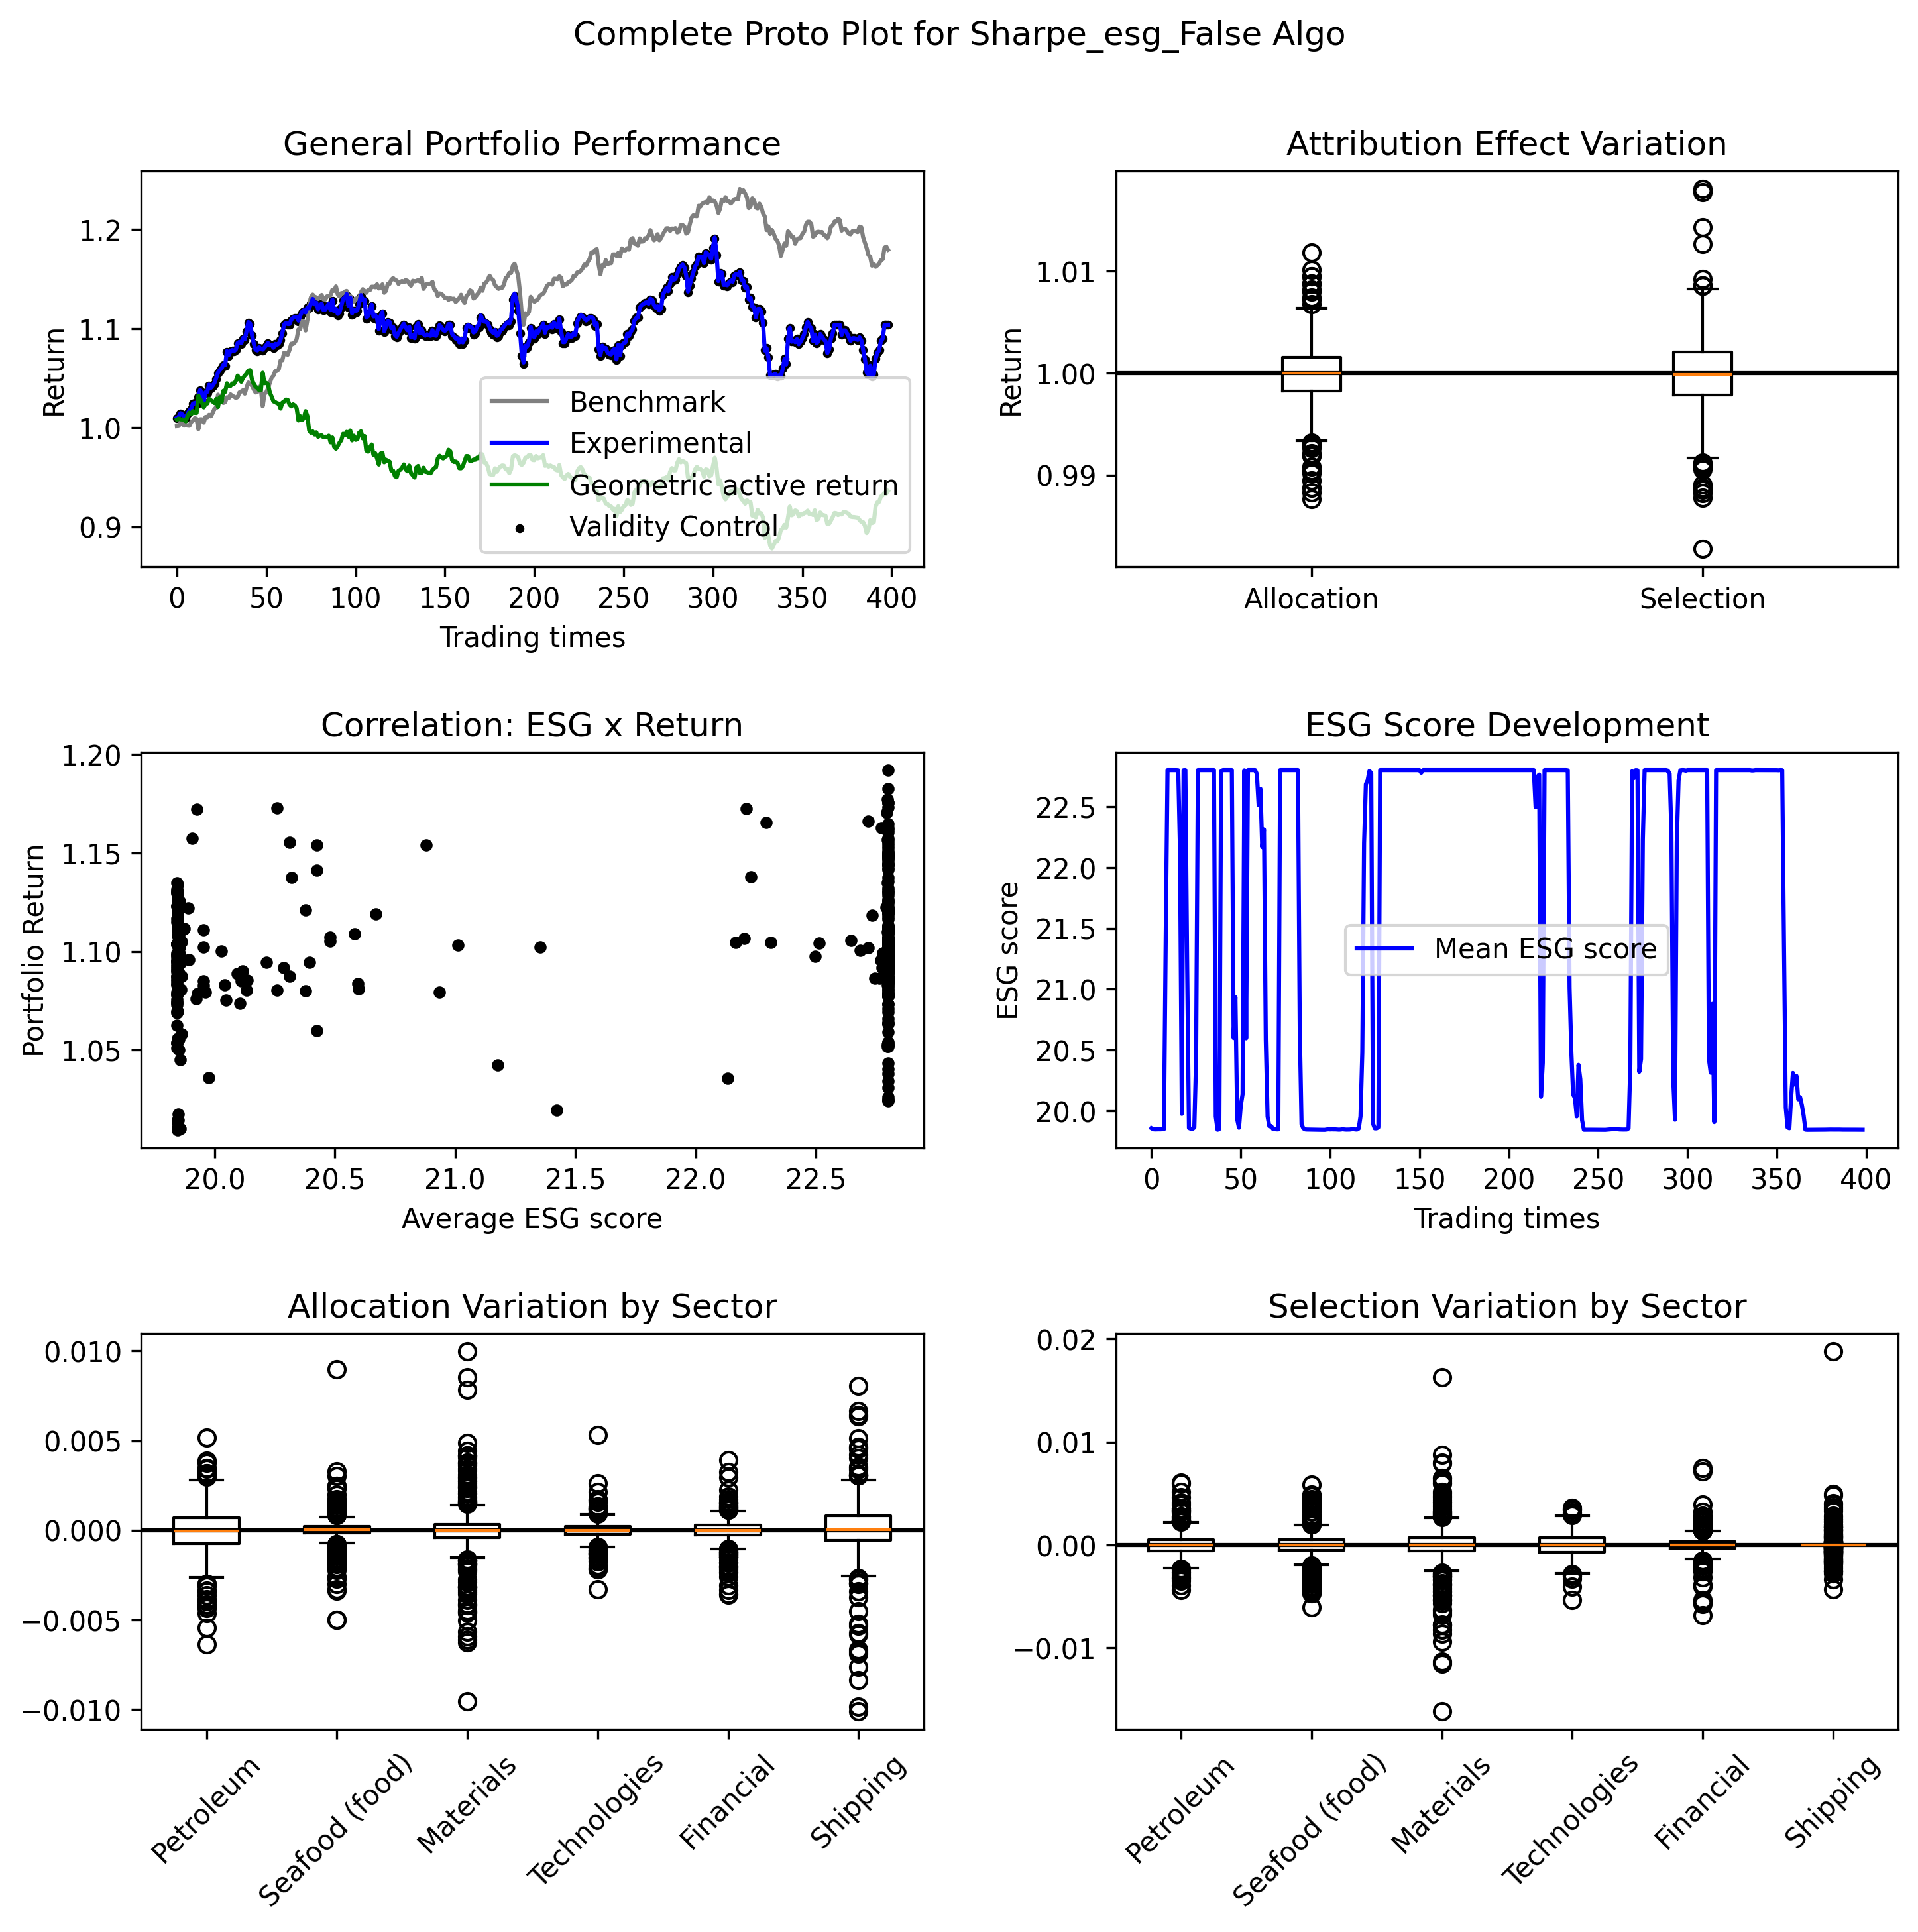 Complete Proto Plot for Sharpe_esg_False Algo
General Portfolio Performance
Return
1.2
1.1
1.0
0.9
Benchmark
Experimental
Geometric active return
Validity Control
0 50 100 150 200 250 300 350 400
Trading times
Attribution Effect Variation
Return
1.01
1.00
0.99
Allocation Selection
Correlation: ESG x Return
Portfolio Return
1.20
1.15
1.10
1.05
20.0 20.5 21.0 21.5 22.0 22.5
Average ESG score
ESG Score Development
ESG score
22.5
22.0
21.5
21.0
20.5
20.0
Mean ESG score
0 50 100 150 200 250 300 350 400
Trading times
Allocation Variation by Sector
0.010
0.005
0.000
−0.005
−0.010
Petroleum
Seafood (food)
Materials
Technologies
Financial
Shipping
Selection Variation by Sector
0.02
0.01
0.00
−0.01
Petroleum
Seafood (food)
Materials
Technologies
Financial
Shipping